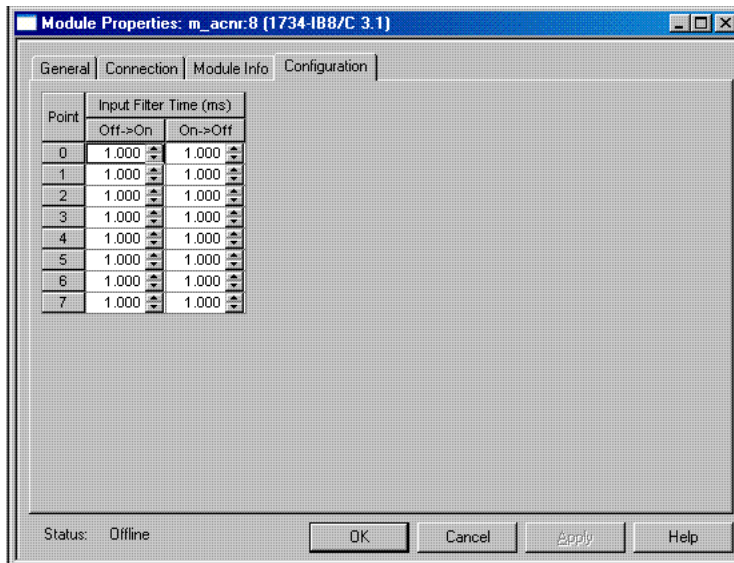 Module Properties: m_acnr:8 (1734-IB8/C 3.1)
General Connection Module Info Configuration
Point Input Filter Time (ms)
Off->On On->Off
0 1.000 1.000
1 1.000 1.000
2 1.000 1.000
3 1.000 1.000
4 1.000 1.000
5 1.000 1.000
6 1.000 1.000
7 1.000 1.000
Status: Offline OK Cancel Apply Help